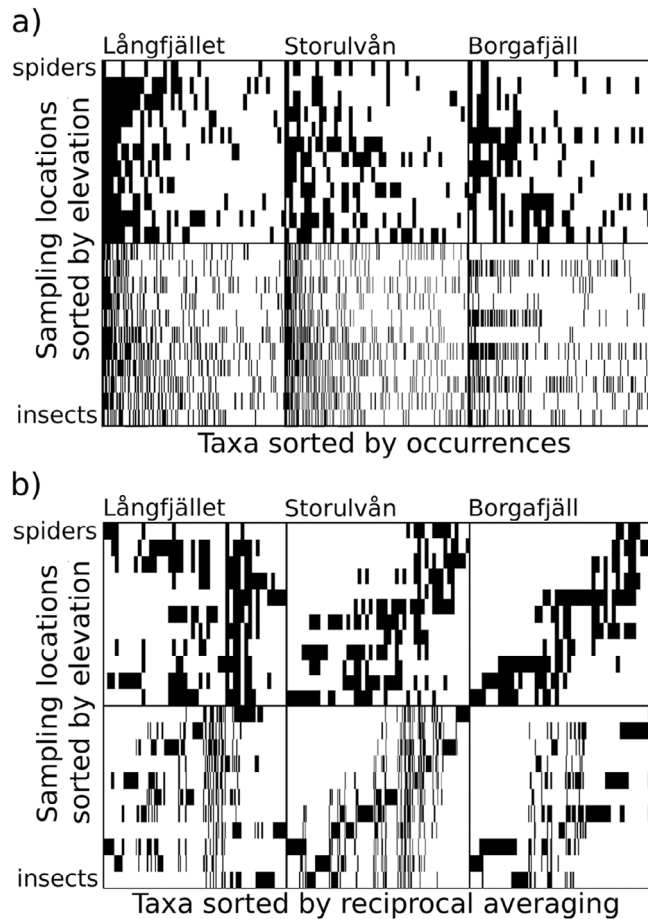 a)
Långfjället Storulvån Borgafjäll
spiders
Sampling locations
sorted by elevation
insects
Taxa sorted by occurrences
b)
Långfjället Storulvån Borgafjäll
spiders
Sampling locations
sorted by elevation
insects
Taxa sorted by reciprocal averaging